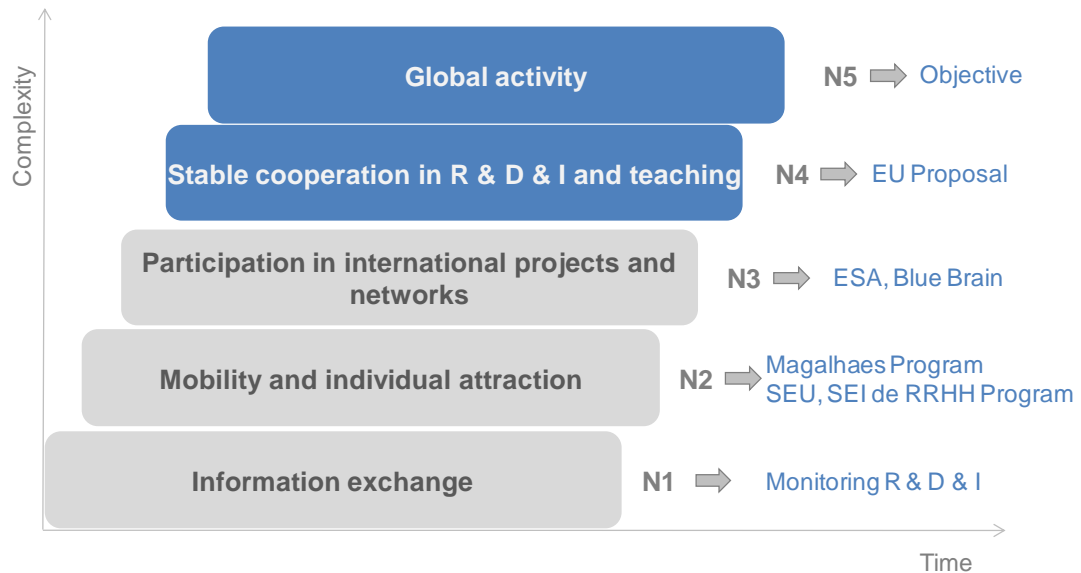 Complexity
Global activity
N5
Objective
Stable cooperation in R & D & I and teaching
N4
EU Proposal
Participation in international projects and
networks
N3
ESA, Blue Brain
Mobility and individual attraction
N2
Magalhaes Program
SEU, SEI de RRHH Program
Information exchange
N1
Monitoring R & D & I
Time